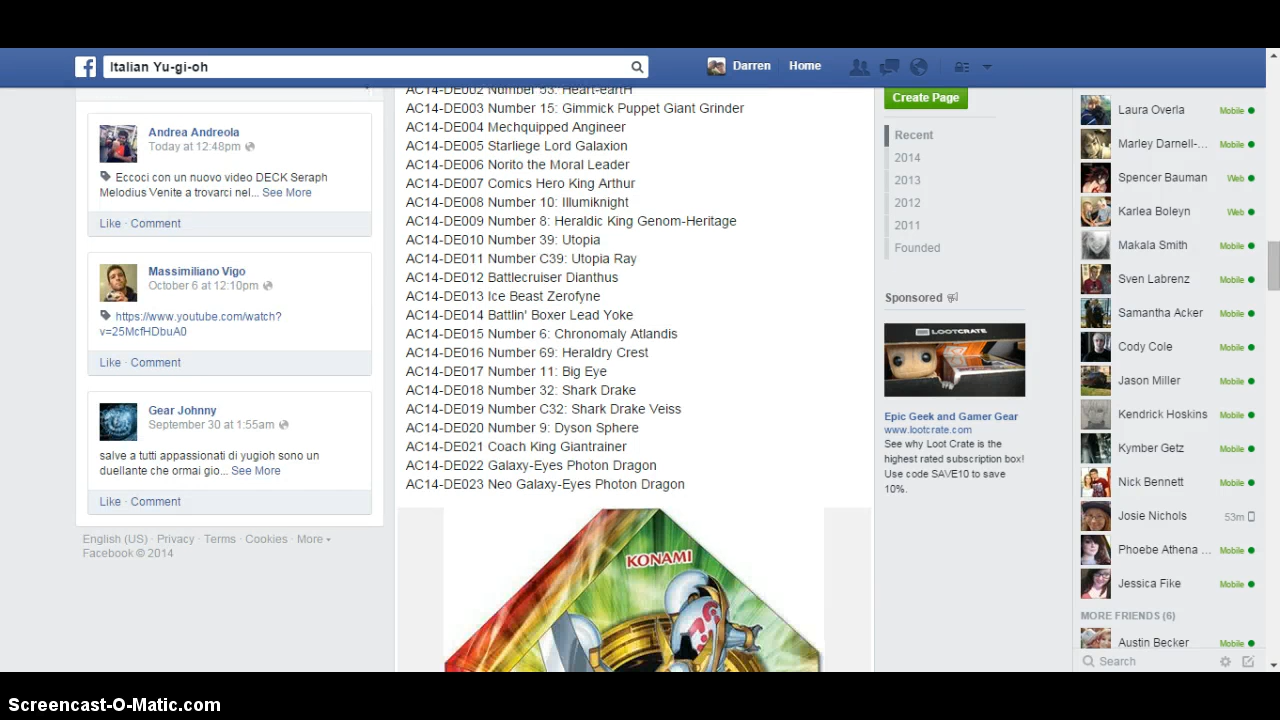 Italian Yu-gi-oh
Darren
Home
Andrea Andreola
Today at 12:48pm
Eccoci con un nuovo video DECK Seraph
Melodius Venite a trovarci nel... See More
Like · Comment
Massimiliano Vigo
October 6 at 12:10pm
https://www.youtube.com/watch?
v=25McfHDbuA0
Like · Comment
Gear Johnny
September 30 at 1:55am
salve a tutti appassionati di yugioh sono un
duellante che ormai gio... See More
Like · Comment
English (US) · Privacy · Terms · Cookies · More
Facebook © 2014
AC14-DE002 Number 53: Heart-eartH
AC14-DE003 Number 15: Gimmick Puppet Giant Grinder
AC14-DE004 Mechquipped Angineer
AC14-DE005 Starliege Lord Galaxion
AC14-DE006 Norito the Moral Leader
AC14-DE007 Comics Hero King Arthur
AC14-DE008 Number 10: Illumiknight
AC14-DE009 Number 8: Heraldic King Genom-Heritage
AC14-DE010 Number 39: Utopia
AC14-DE011 Number C39: Utopia Ray
AC14-DE012 Battlecruiser Dianthus
AC14-DE013 Ice Beast Zerofyne
AC14-DE014 Battlin' Boxer Lead Yoke
AC14-DE015 Number 6: Chronomaly Atlandis
AC14-DE016 Number 69: Heraldry Crest
AC14-DE017 Number 11: Big Eye
AC14-DE018 Number 32: Shark Drake
AC14-DE019 Number C32: Shark Drake Veiss
AC14-DE020 Number 9: Dyson Sphere
AC14-DE021 Coach King Giantrainer
AC14-DE022 Galaxy-Eyes Photon Dragon
AC14-DE023 Neo Galaxy-Eyes Photon Dragon
KONAMI
Create Page
Recent
2014
2013
2012
2011
Founded
Sponsored
LOOTCRATE
Epic Geek and Gamer Gear
www.lootcrate.com
See why Loot Crate is the
highest rated subscription box!
Use code SAVE10 to save
10%.
Laura Overla Mobile
Marley Darnell-... Mobile
Spencer Bauman Web
Karlea Boleyn Web
Makala Smith Mobile
Sven Labrenz Mobile
Samantha Acker Mobile
Cody Cole Mobile
Jason Miller Mobile
Kendrick Hoskins Mobile
Kymber Getz Mobile
Nick Bennett Mobile
Josie Nichols 53m
Phoebe Athena ... Mobile
Jessica Fike Mobile
MORE FRIENDS (6)
Austin Becker Mobile
Search
Screencast-O-Matic.com